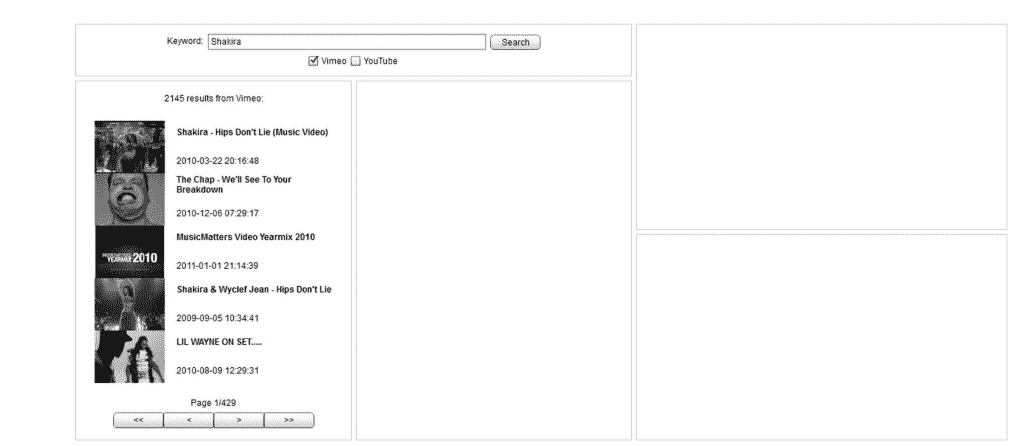 Keyword: Shakira Search
Vimeo YouTube
2145 results from Vimeo:
Shakira - Hips Don't Lie (Music Video)
2010-03-22 20:16:48
The Chap - We'll See To Your
Breakdown
2010-12-06 07:29:17
MusicMatters Video Yearmix 2010
YEARMIX 2010
2011-01-01 21:14:39
Shakira & Wyclef Jean - Hips Don't Lie
2009-09-05 10:34:41
LIL WAYNE ON SET.....
2010-08-09 12:29:31
Page 1/429
<< < > >>